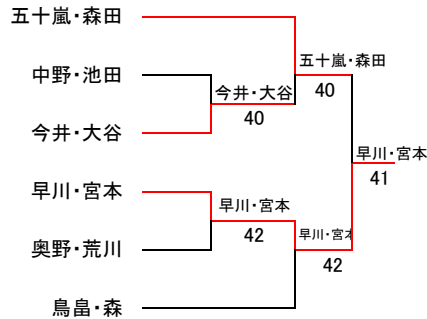 五十嵐・森田
五十嵐・森田
中野・池田
今井・大谷
40
40
今井・大谷
早川・宮本
41
早川・宮本
早川・宮本
42
早川・宮本
奥野・荒川
42
鳥畠・森